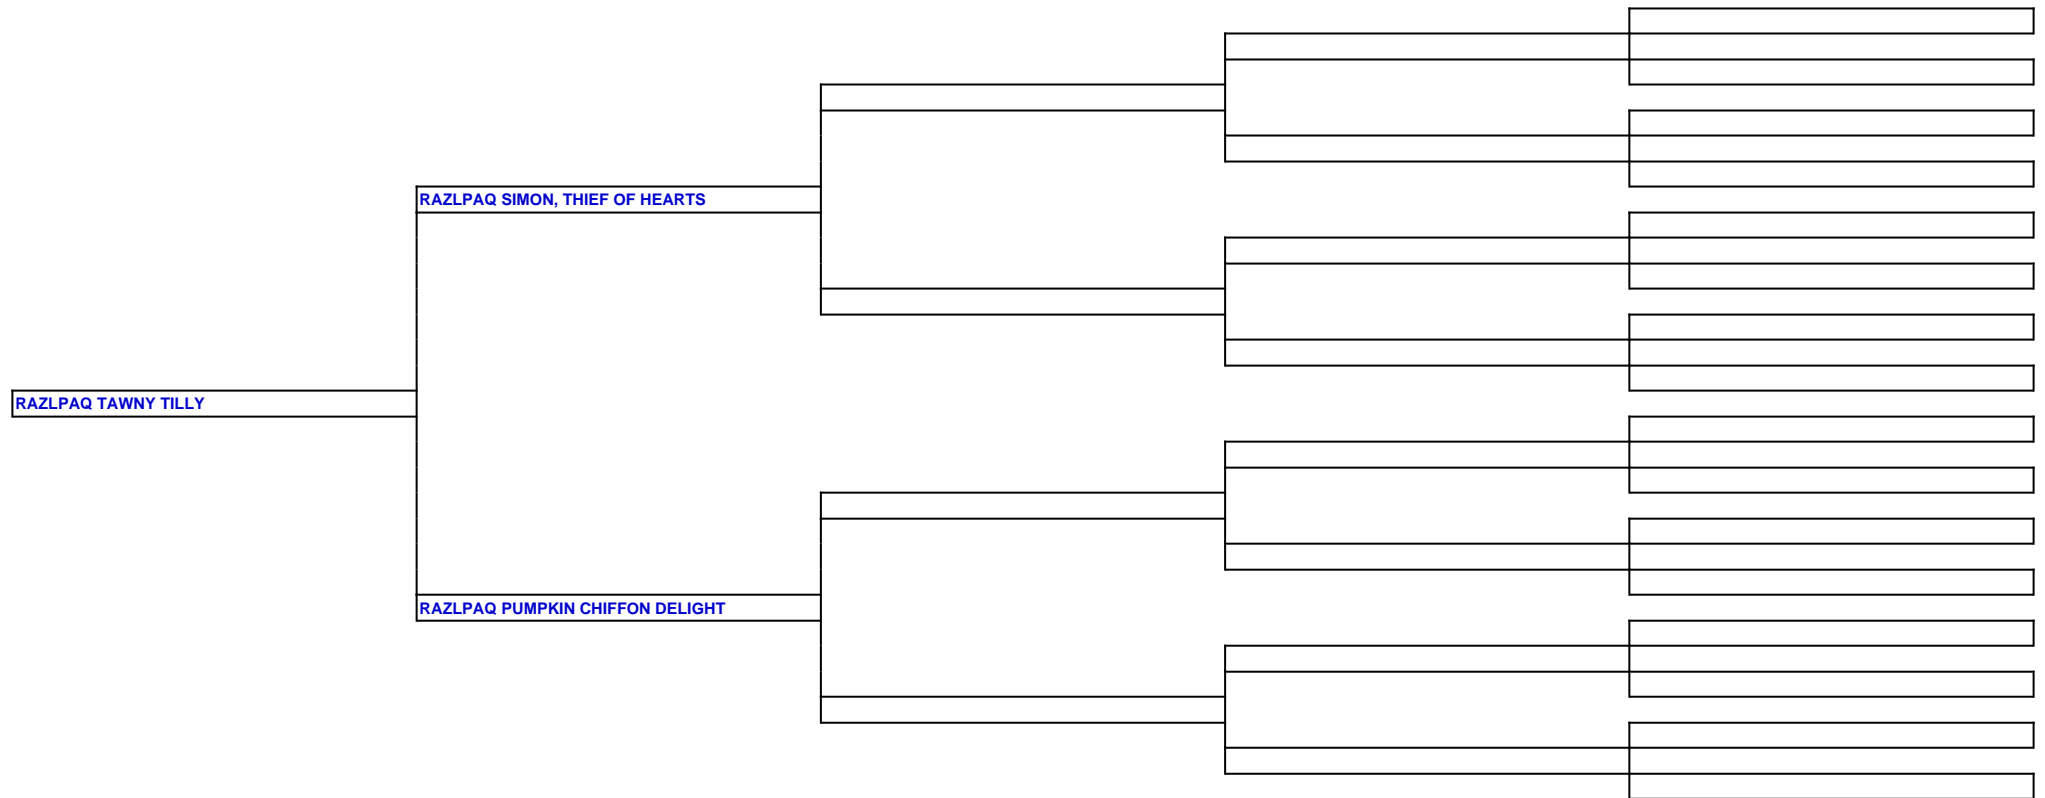 RAZLPAQ SIMON, THIEF OF HEARTS
RAZLPAQ TAWNY TILLY
RAZLPAQ PUMPKIN CHIFFON DELIGHT